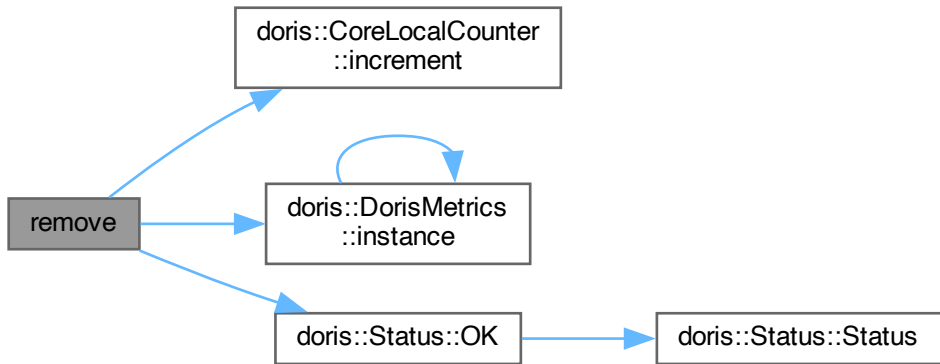 doris::CoreLocalCounter
::increment
remove
doris::DorisMetrics
::instance
doris::Status::OK
doris::Status::Status